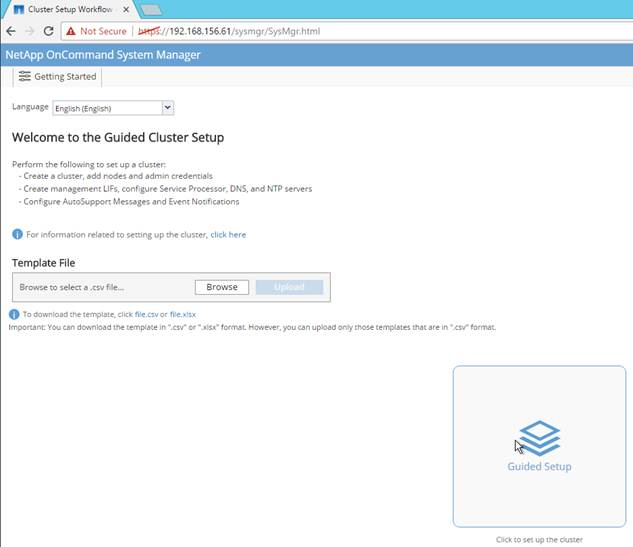 Cluster Setup Workflow
Not Secure https://192.168.156.61/sysmgr/SysMgr.html
NetApp OnCommand System Manager
Getting Started
Language English (English)
Welcome to the Guided Cluster Setup
Perform the following to set up a cluster:
- Create a cluster, add nodes and admin credentials
- Create management LIFs, configure Service Processor, DNS, and NTP servers
- Configure AutoSupport Messages and Event Notifications
For information related to setting up the cluster, click here
Template File
Browse to select a .csv file... Browse Upload
To download the template, click file.csv or file.xlsx
Important: You can download the template in ".csv" or ".xlsx" format. However, you can upload only those templates that are in ".csv" format.
Guided Setup
Click to set up the cluster